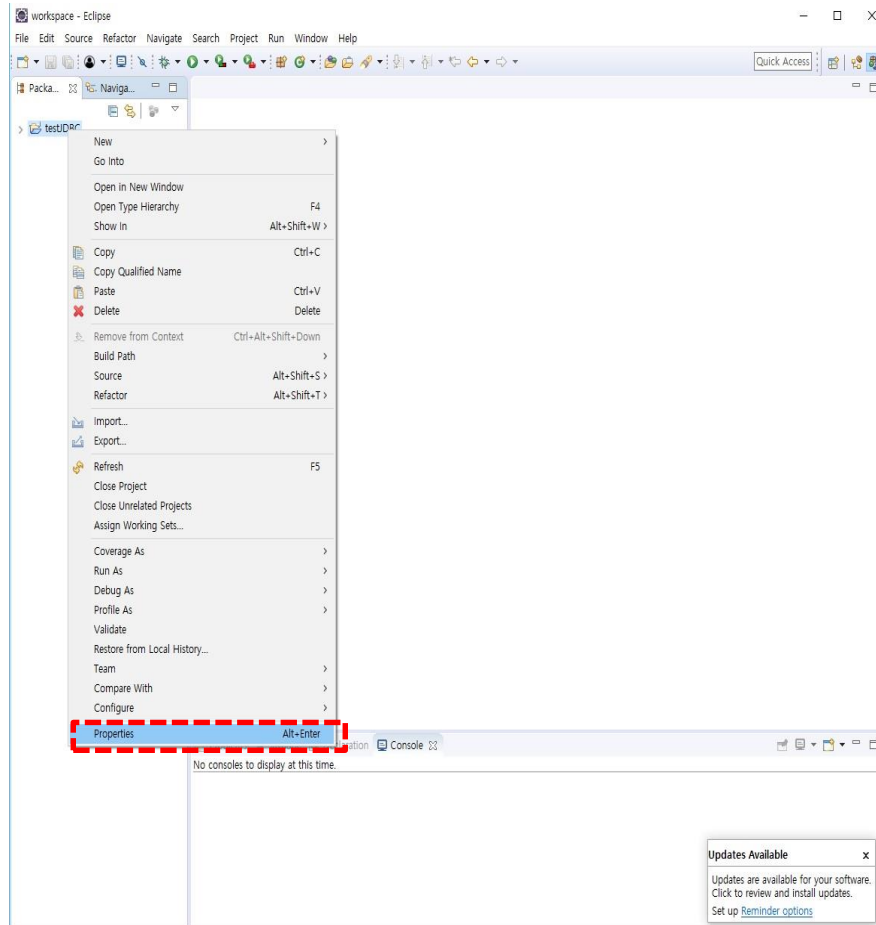 workspace - Eclipse
File Edit Source Refactor Navigate Search Project Run Window Help
Quick Access
Packa... Naviga...
testJDBC
New
Go Into
Open in New Window
Open Type Hierarchy F4
Show In Alt+Shift+W
Copy Ctrl+C
Copy Qualified Name
Paste Ctrl+V
Delete Delete
Remove from Context Ctrl+Alt+Shift+Down
Build Path
Source Alt+Shift+S
Refactor Alt+Shift+T
Import...
Export...
Refresh F5
Close Project
Close Unrelated Projects
Assign Working Sets...
Coverage As
Run As
Debug As
Profile As
Validate
Restore from Local History...
Team
Compare With
Configure
Properties Alt+Enter
Console
No consoles to display at this time.
Updates Available x
Updates are available for your software.
Click to review and install updates.
Set up Reminder options